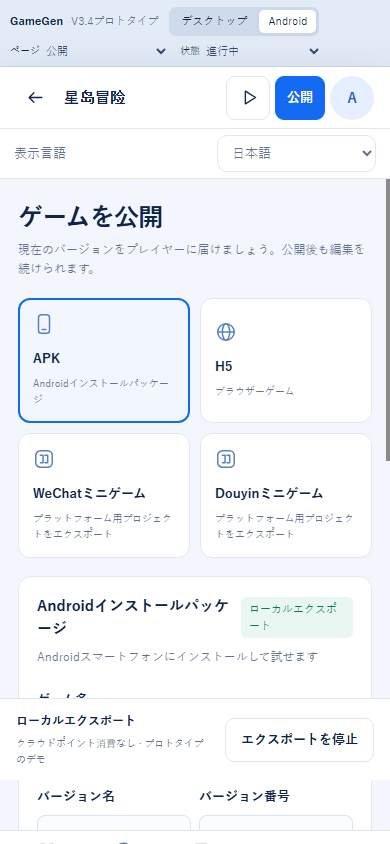 GameGen V3.4プロトタイプ デスクトップ Android
ページ 公開 状態 進行中
星岛冒险 公開 A
表示言語 日本語
ゲームを公開
現在のバージョンをプレイヤーに届けましょう。公開後も編集を
続けられます。
APK
Androidインストールパッケー
ジ
H5
ブラウザーゲーム
WeChatミニゲーム
プラットフォーム用プロジェク
トをエクスポート
Douyinミニゲーム
プラットフォーム用プロジェク
トをエクスポート
Androidインストールパッケ
ージ
ローカルエクスポ
ート
Androidスマートフォンにインストールして試せます
ローカルエクスポート
クラウドポイント消費なし · プロトタイプ
のデモ
エクスポートを停止
バージョン名 バージョン番号